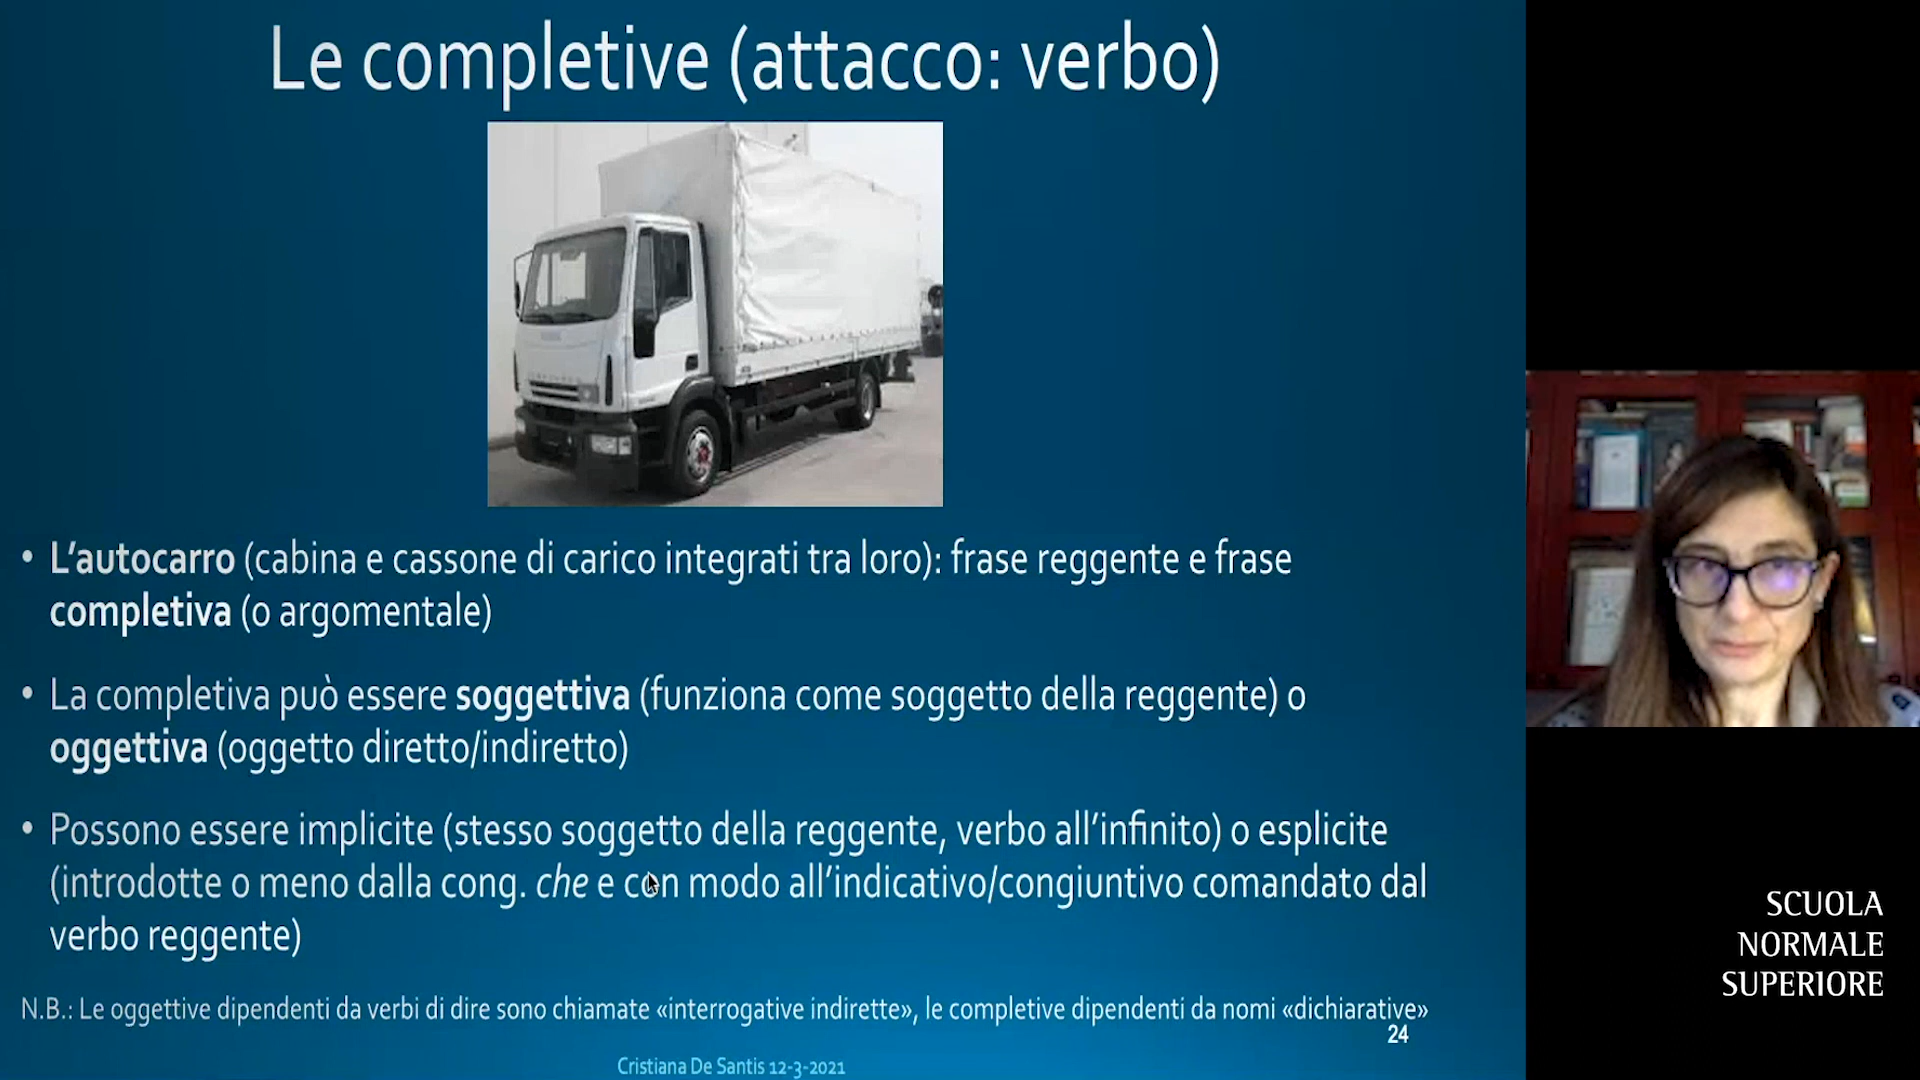 Le completive (attacco: verbo)
• L'autocarro (cabina e cassone di carico integrati tra loro): frase reggente e frase
completiva (o argomentale)
• La completiva può essere soggettiva (funziona come soggetto della reggente) o
oggettiva (oggetto diretto/indiretto)
• Possono essere implicite (stesso soggetto della reggente, verbo all'infinito) o esplicite
(introdotte o meno dalla cong. che e con modo all'indicativo/congiuntivo comandato dal
verbo reggente)
N.B.: Le oggettive dipendenti da verbi di dire sono chiamate «interrogative indirette», le completive dipendenti da nomi «dichiarative»
24
Cristiana De Santis 12-3-2021
SCUOLA
NORMALE
SUPERIORE